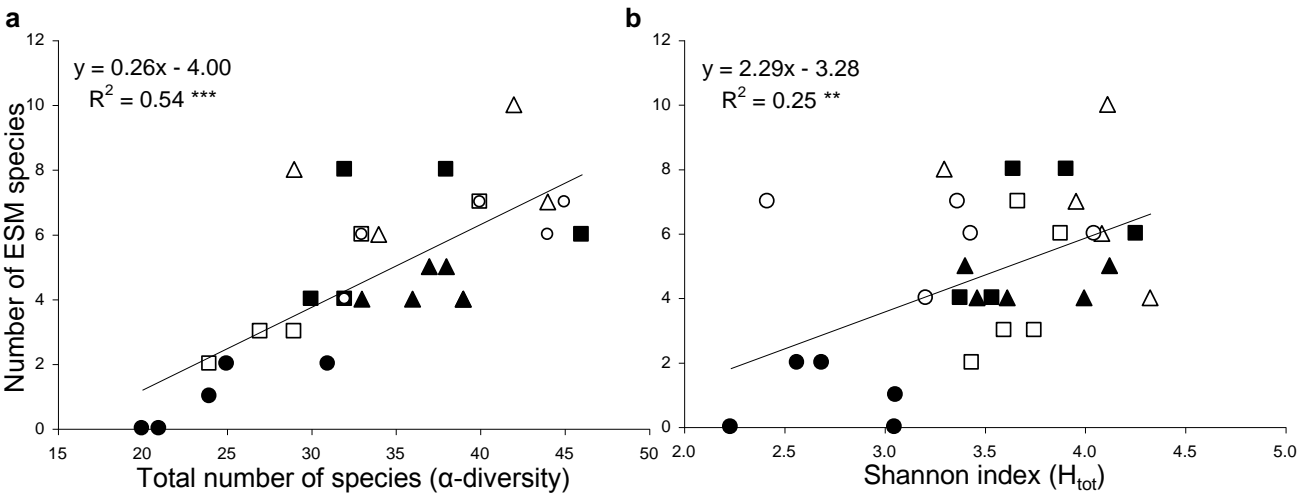 a
12
10
8
6
4
2
0
y = 0.26x - 4.00
R² = 0.54 ***
Number of ESM species
15 20 25 30 35 40 45 50
Total number of species (α-diversity)
b
12
10
8
6
4
2
0
y = 2.29x - 3.28
R² = 0.25 **
2.0 2.5 3.0 3.5 4.0 4.5 5.0
Shannon index (Htot)